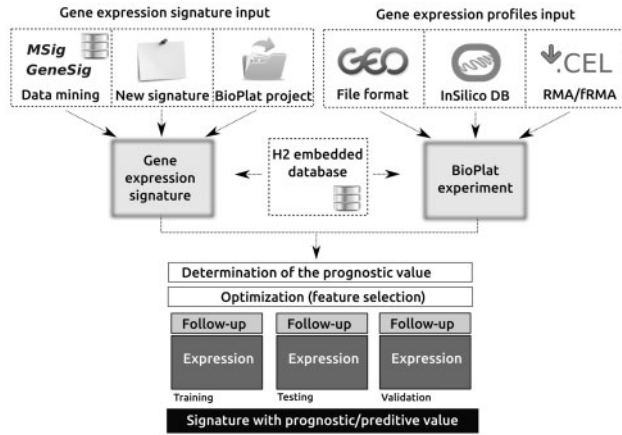 Gene expression signature input
Gene expression profiles input
MSig
GeneSig
Data mining
New signature
BioPlat project
GEO
File format
InSilico DB
.CEL
RMA/fRMA
Gene
expression
signature
H2 embedded
database
BioPlat
experiment
Determination of the prognostic value
Optimization (feature selection)
Follow-up
Follow-up
Follow-up
Expression
Expression
Expression
Training
Testing
Validation
Signature with prognostic/preditive value